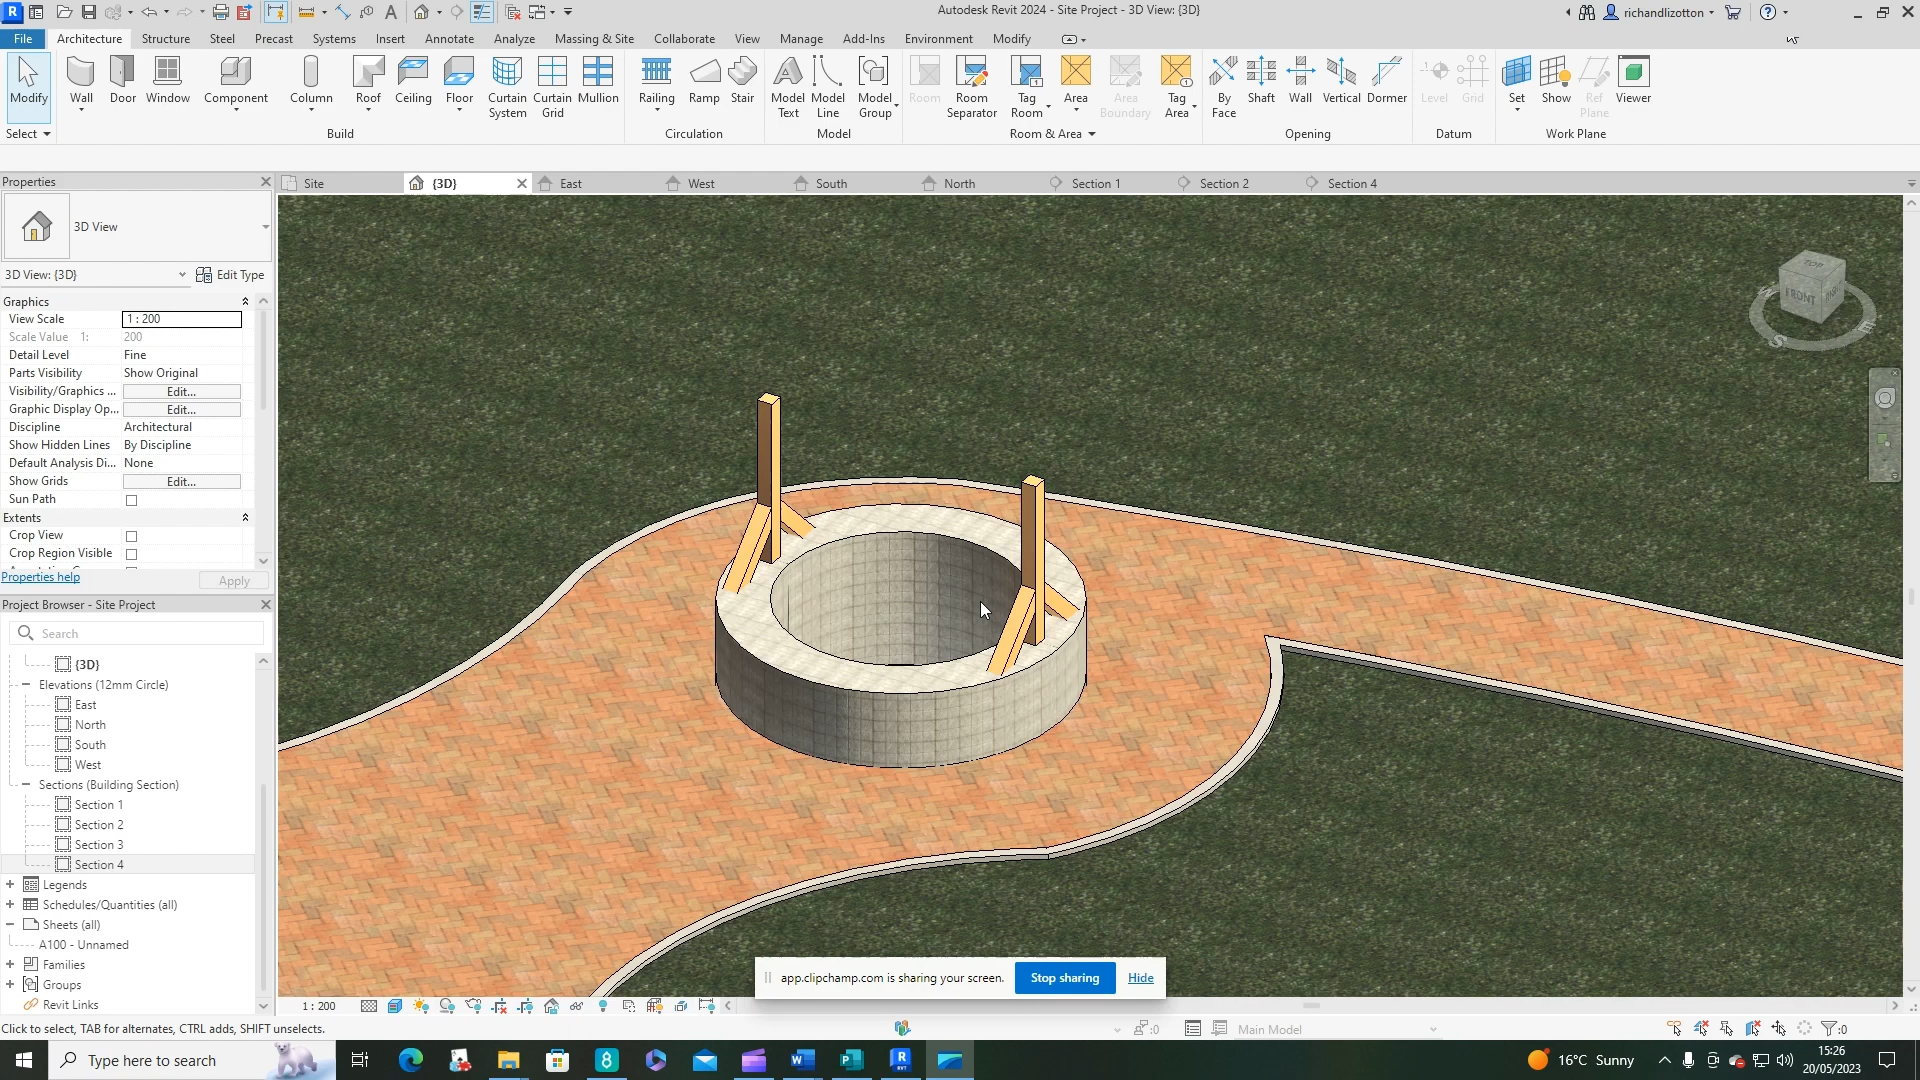 Autodesk Revit 2024 - Site Project - 3D View: {3D}
richandlizotton
File Architecture Structure Steel Precast Systems Insert Annotate Analyze Massing & Site Collaborate View Manage Add-Ins Environment Modify
Modify Wall Door Window Component Column Roof Ceiling Floor Curtain System Curtain Grid Mullion Railing Ramp Stair Model Text Model Line Model Group Room Room Separator Tag Room Area Area Boundary Tag Area By Face Shaft Wall Vertical Dormer Level Grid Set Show Ref Plane Viewer
Select Build Circulation Model Room & Area Opening Datum Work Plane
Properties
Site {3D} East West South North Section 1 Section 2 Section 4
3D View
3D View: {3D} Edit Type
Graphics
View Scale 1 : 200
Scale Value 1: 200
Detail Level Fine
Parts Visibility Show Original
Visibility/Graphics ... Edit...
Graphic Display Op... Edit...
Discipline Architectural
Show Hidden Lines By Discipline
Default Analysis Di... None
Show Grids Edit...
Sun Path
Extents
Crop View
Crop Region Visible
Properties help Apply
TOP
FRONT
S
E
Project Browser - Site Project
Search
{3D}
Elevations (12mm Circle)
East
North
South
West
Sections (Building Section)
Section 1
Section 2
Section 3
Section 4
Legends
Schedules/Quantities (all)
Sheets (all)
A100 - Unnamed
Families
Groups
Revit Links
app.clipchamp.com is sharing your screen. Stop sharing Hide
1 : 200
Click to select, TAB for alternates, CTRL adds, SHIFT unselects.
:0 Main Model :0
Type here to search
16°C Sunny
15:26
20/05/2023